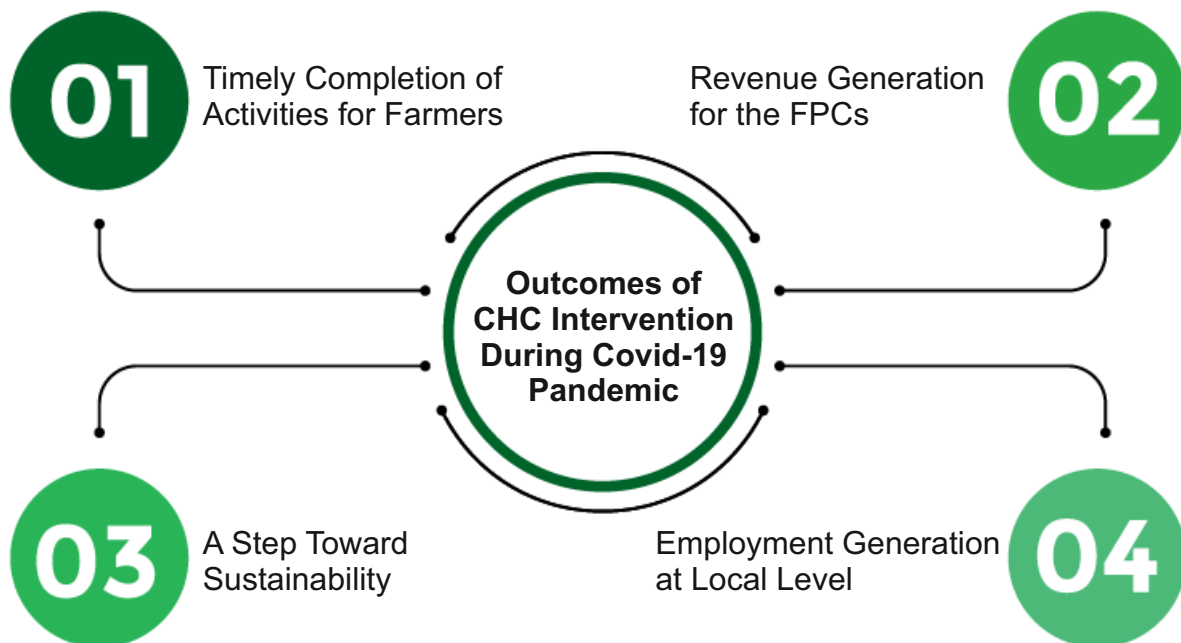 01
Timely Completion of
Activities for Farmers
Revenue Generation
for the FPCs
02
Outcomes of
CHC Intervention
During Covid-19
Pandemic
03
A Step Toward
Sustainability
Employment Generation
at Local Level
04